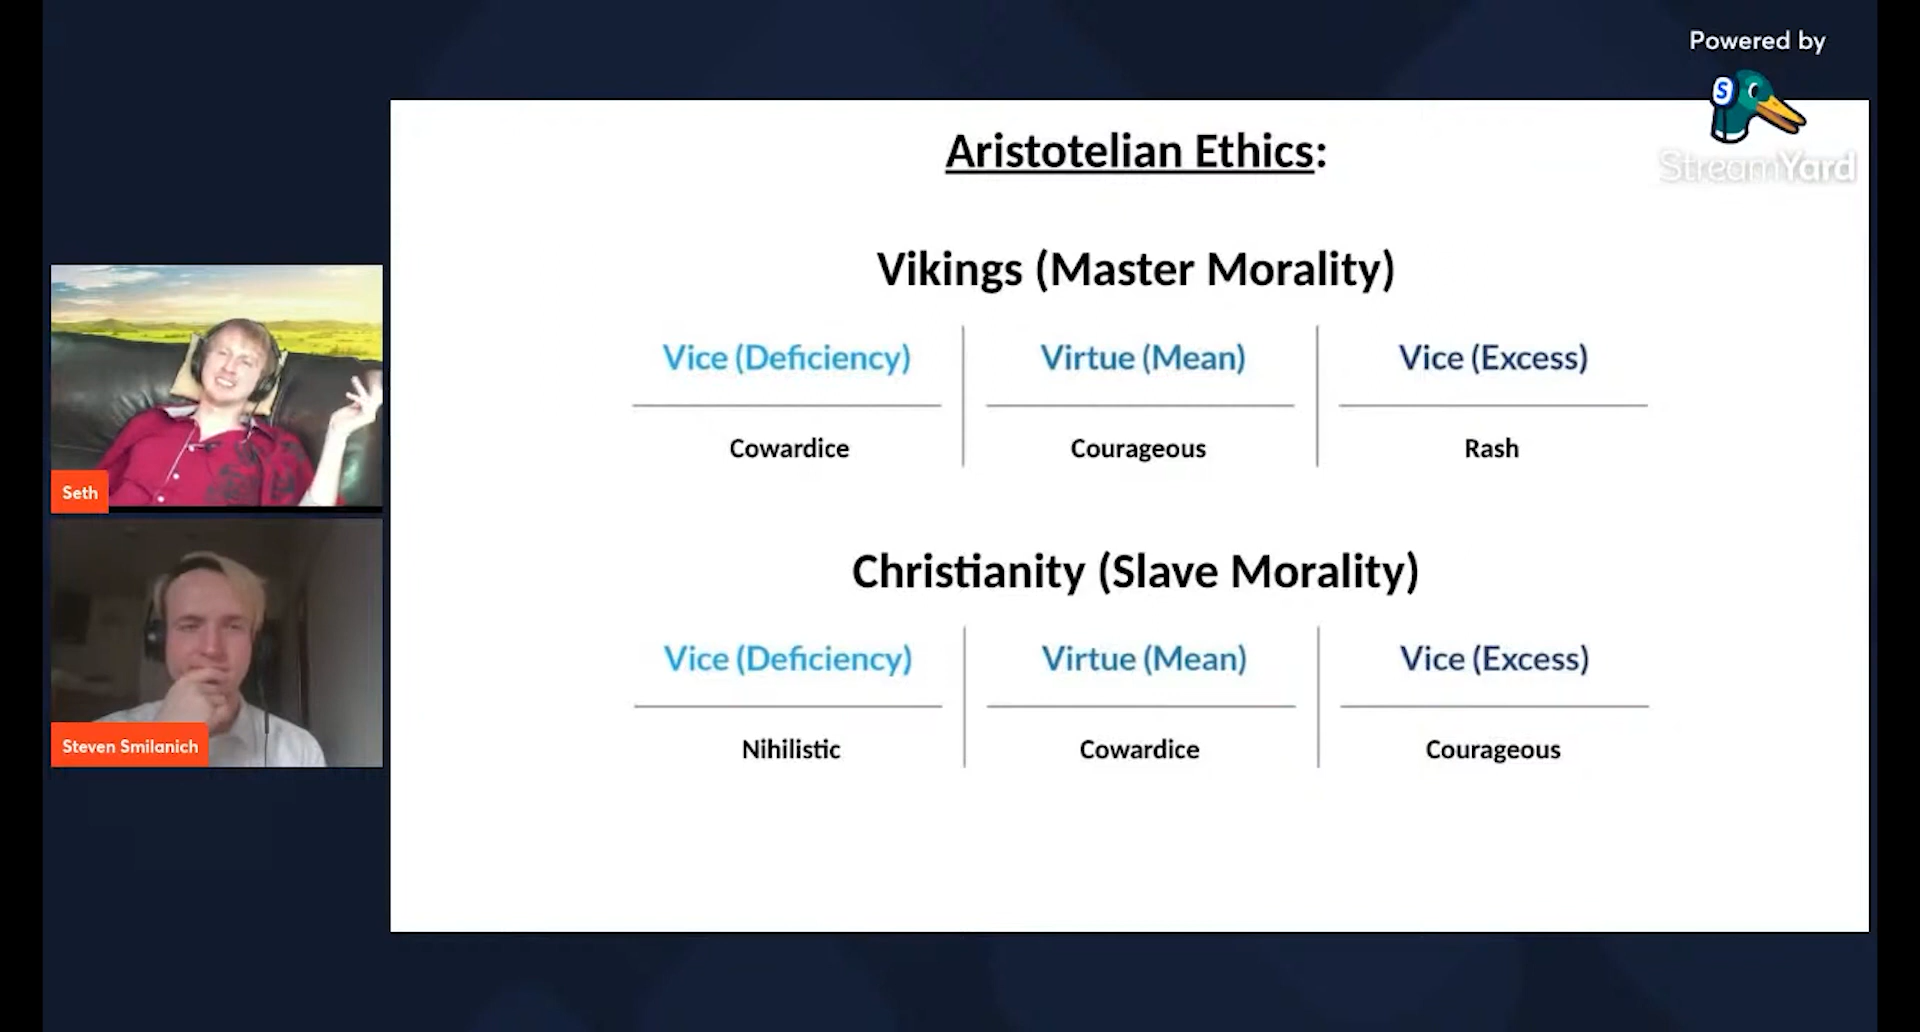 Powered by
StreamYard
Aristotelian Ethics:
Vikings (Master Morality)
Vice (Deficiency)
Virtue (Mean)
Vice (Excess)
Cowardice
Courageous
Rash
Christianity (Slave Morality)
Vice (Deficiency)
Virtue (Mean)
Vice (Excess)
Nihilistic
Cowardice
Courageous
Seth
Steven Smilanich